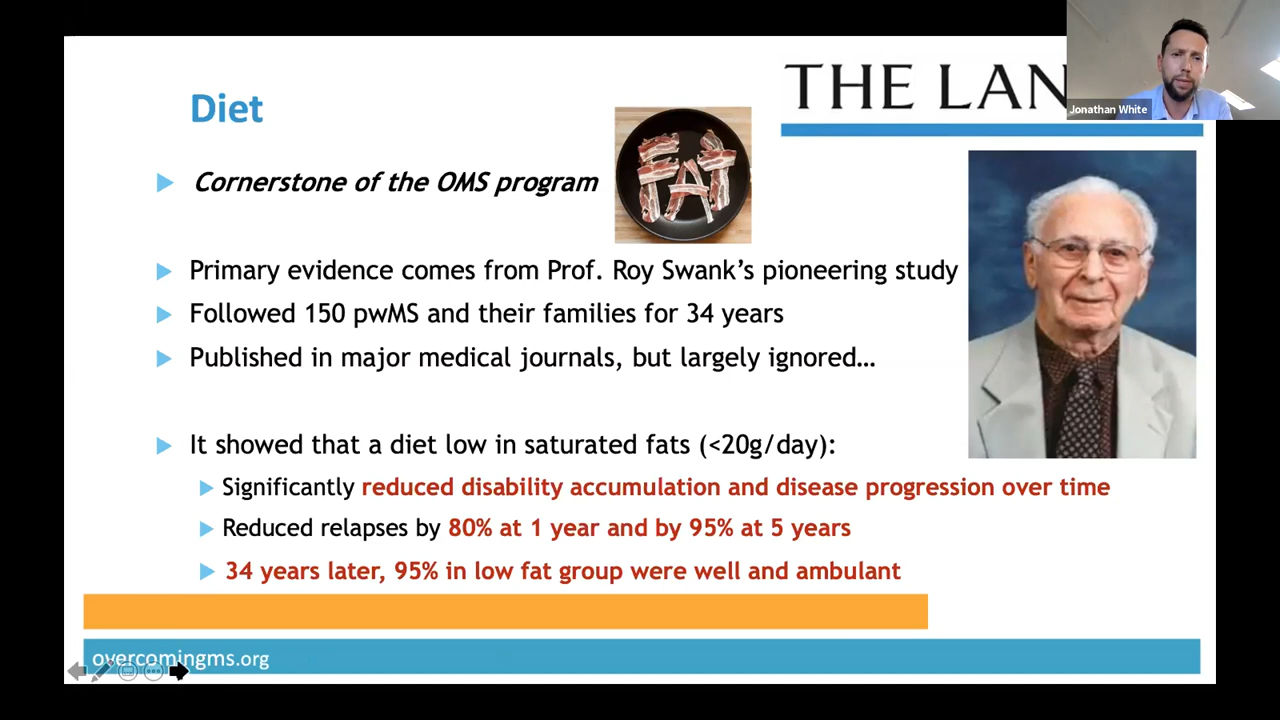 THE LAN
Jonathan White
Diet
Cornerstone of the OMS program
FAT
Primary evidence comes from Prof. Roy Swank’s pioneering study
Followed 150 pwMS and their families for 34 years
Published in major medical journals, but largely ignored…
It showed that a diet low in saturated fats (<20g/day):
Significantly reduced disability accumulation and disease progression over time
Reduced relapses by 80% at 1 year and by 95% at 5 years
34 years later, 95% in low fat group were well and ambulant
overcomingms.org